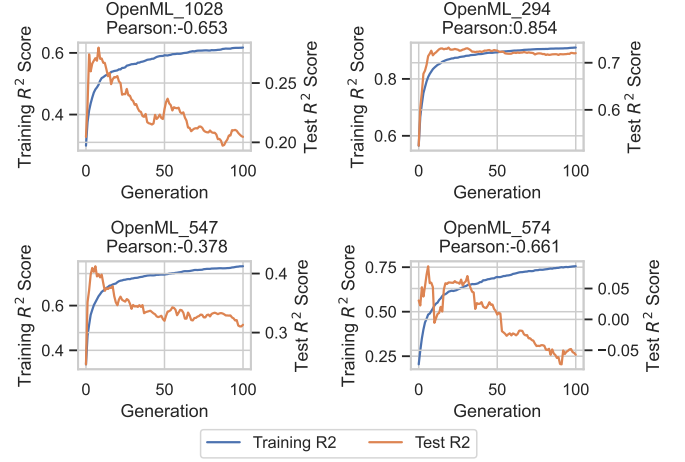 OpenML_1028
Pearson:-0.653
Training R² Score
0.6
0.4
0.25
0.20
Test R² Score
0
50
100
Generation
OpenML_294
Pearson:0.854
Training R² Score
0.8
0.6
0.7
0.6
Test R² Score
0
50
100
Generation
OpenML_547
Pearson:-0.378
Training R² Score
0.6
0.4
0.4
0.3
Test R² Score
0
50
100
Generation
OpenML_574
Pearson:-0.661
Training R² Score
0.75
0.50
0.25
0.05
0.00
−0.05
Test R² Score
0
50
100
Generation
Training R2
Test R2